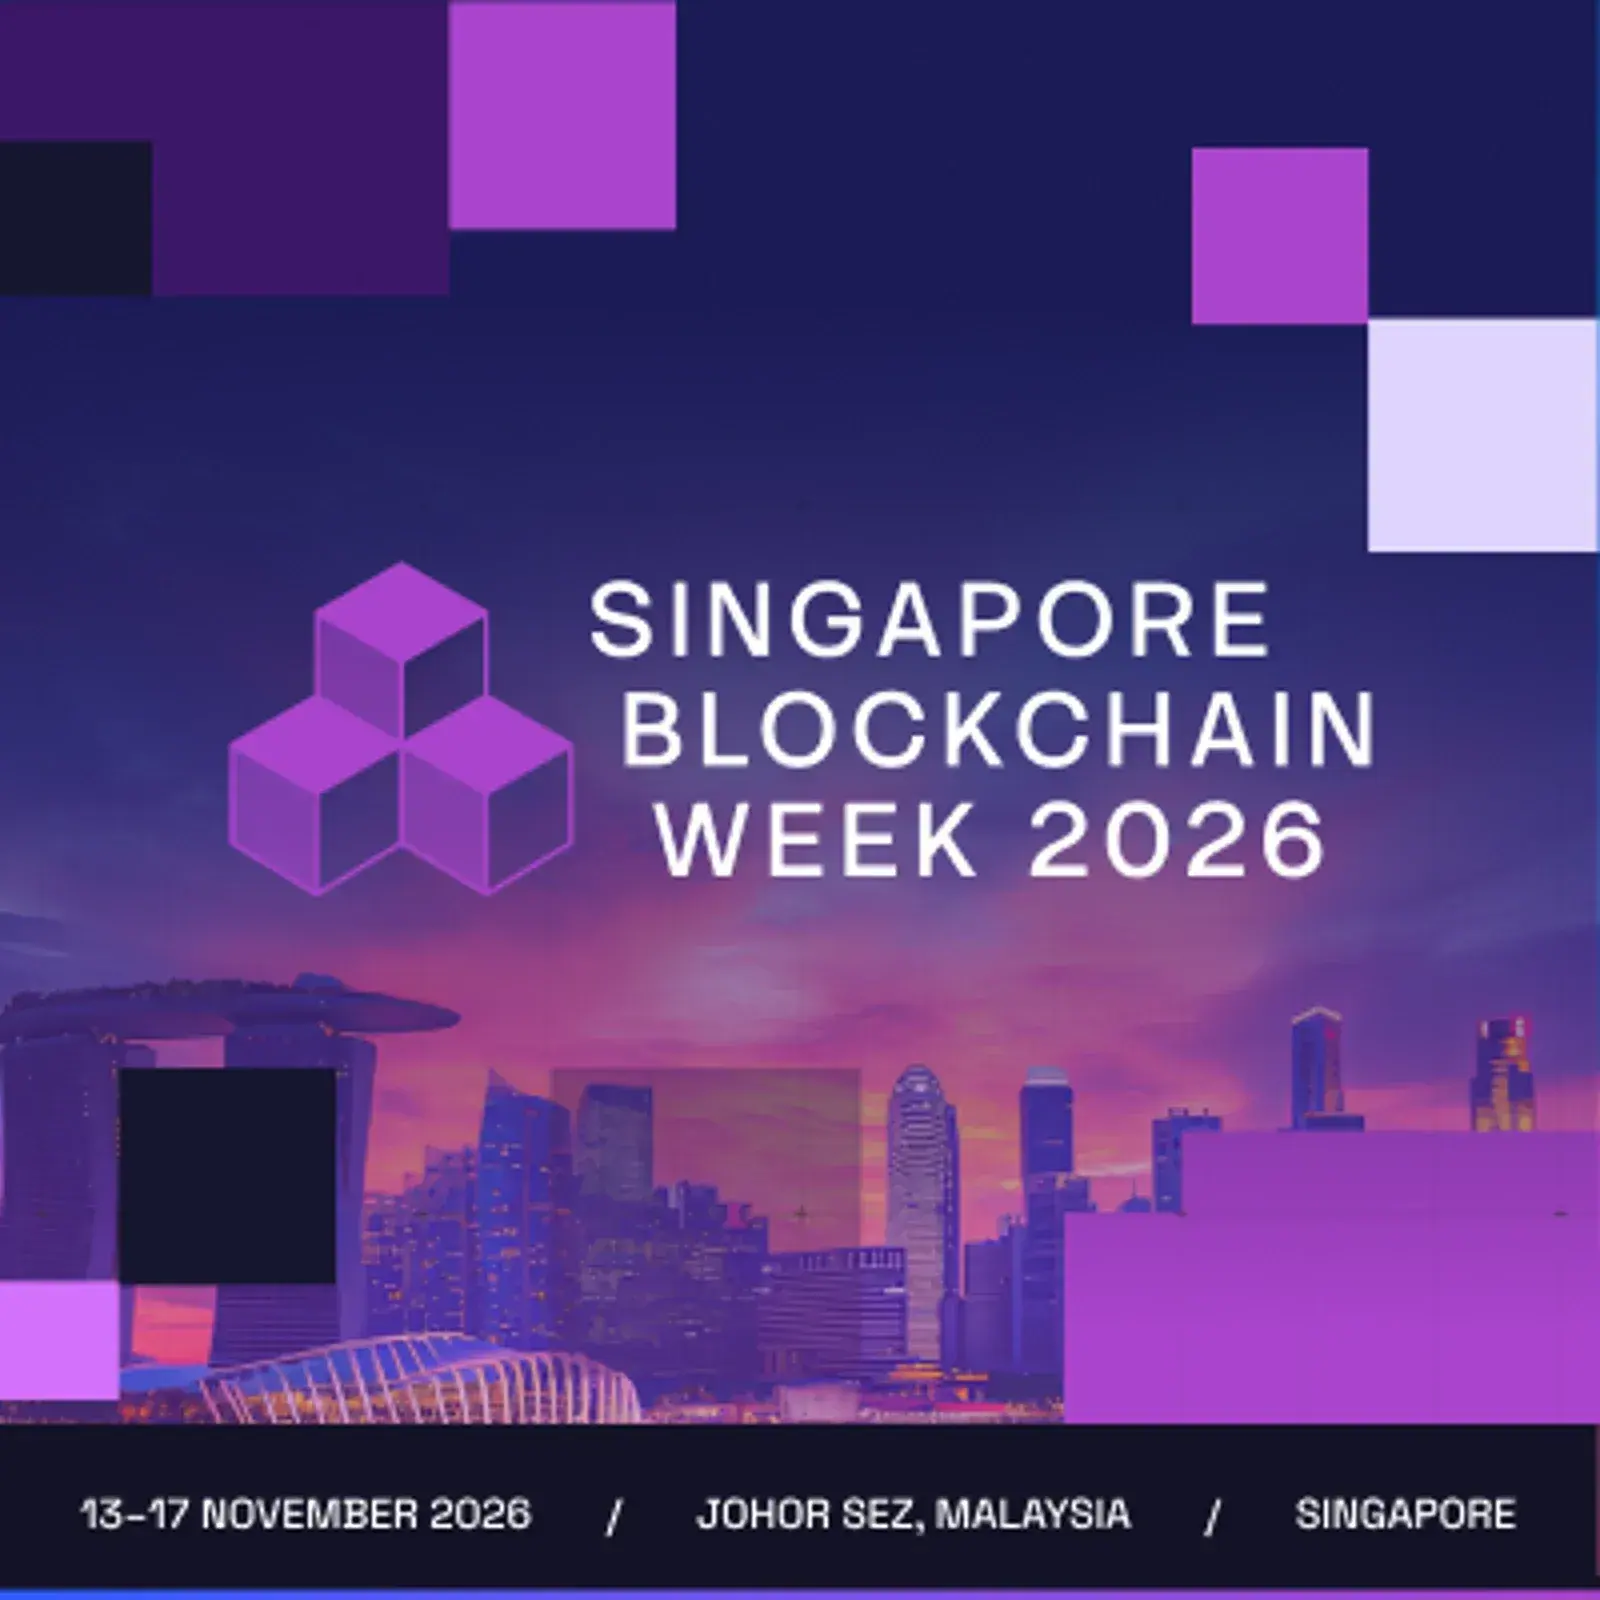 SINGAPORE
BLOCKCHAIN
WEEK 2026
13–17 NOVEMBER 2026 / JOHOR SEZ, MALAYSIA / SINGAPORE